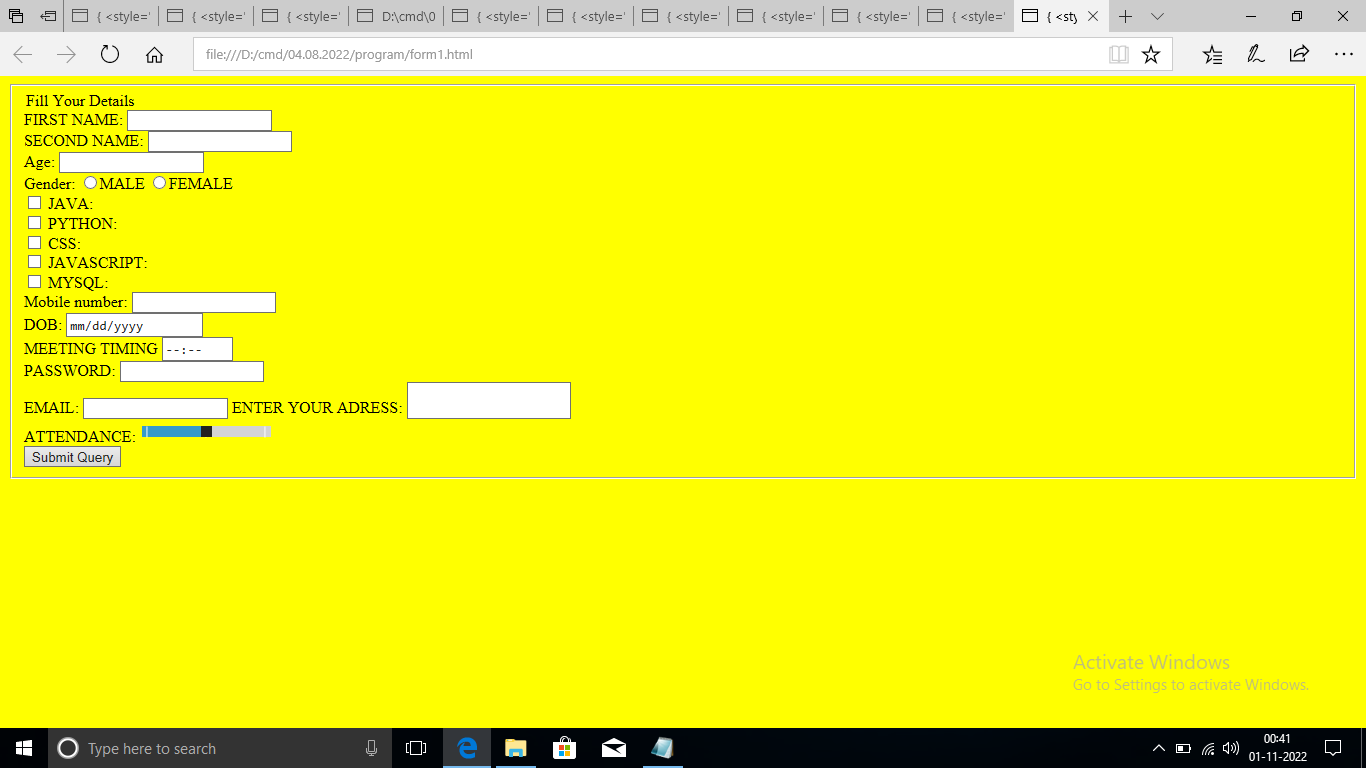 { <style=' { <style=' { <style=' D:\cmd\0 { <style=' { <style=' { <style=' { <style=' { <style=' { <style=' { <sty
file:///D:/cmd/04.08.2022/program/form1.html
Fill Your Details
FIRST NAME:
SECOND NAME:
Age:
Gender: MALE FEMALE
JAVA:
PYTHON:
CSS:
JAVASCRIPT:
MYSQL:
Mobile number:
DOB: mm/dd/yyyy
MEETING TIMING --:--
PASSWORD:
EMAIL: ENTER YOUR ADRESS:
ATTENDANCE:
Submit Query
Activate Windows
Go to Settings to activate Windows.
Type here to search
00:41
01-11-2022